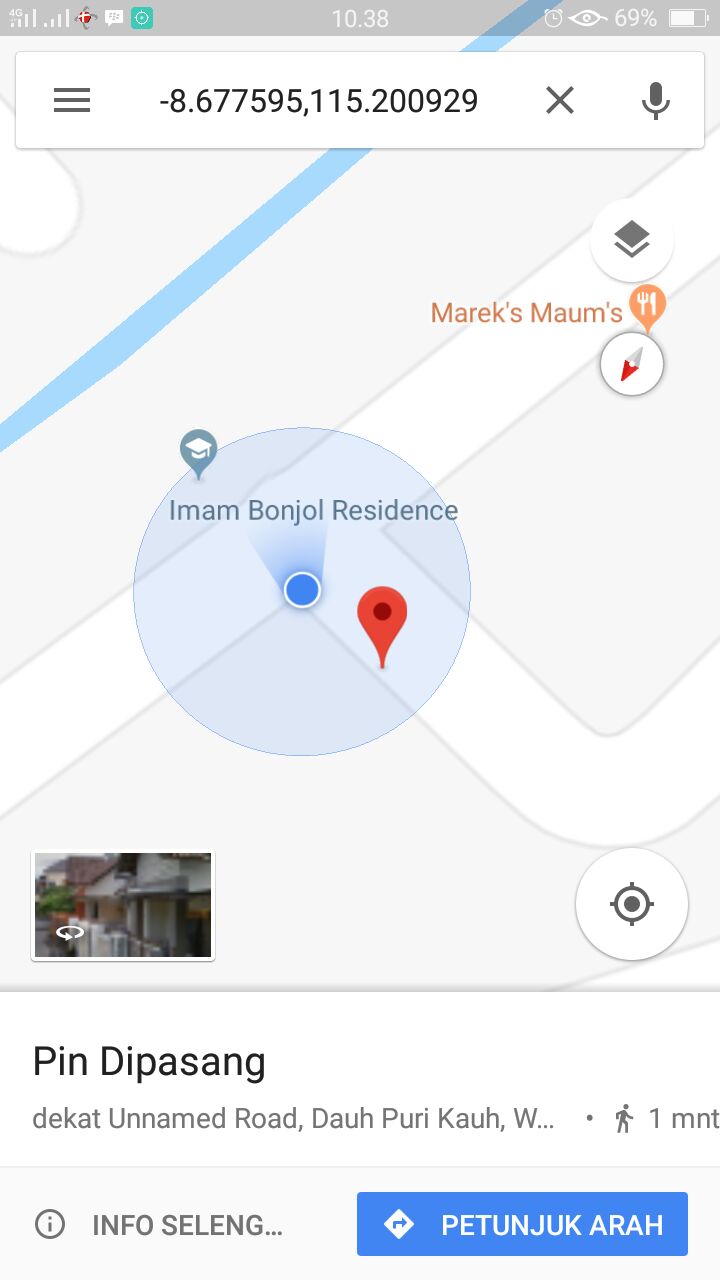 4G 10.38 69%
-8.677595,115.200929
Marek's Maum's
Imam Bonjol Residence
Pin Dipasang
dekat Unnamed Road, Dauh Puri Kauh, W... • 1 mnt
INFO SELENG...
PETUNJUK ARAH